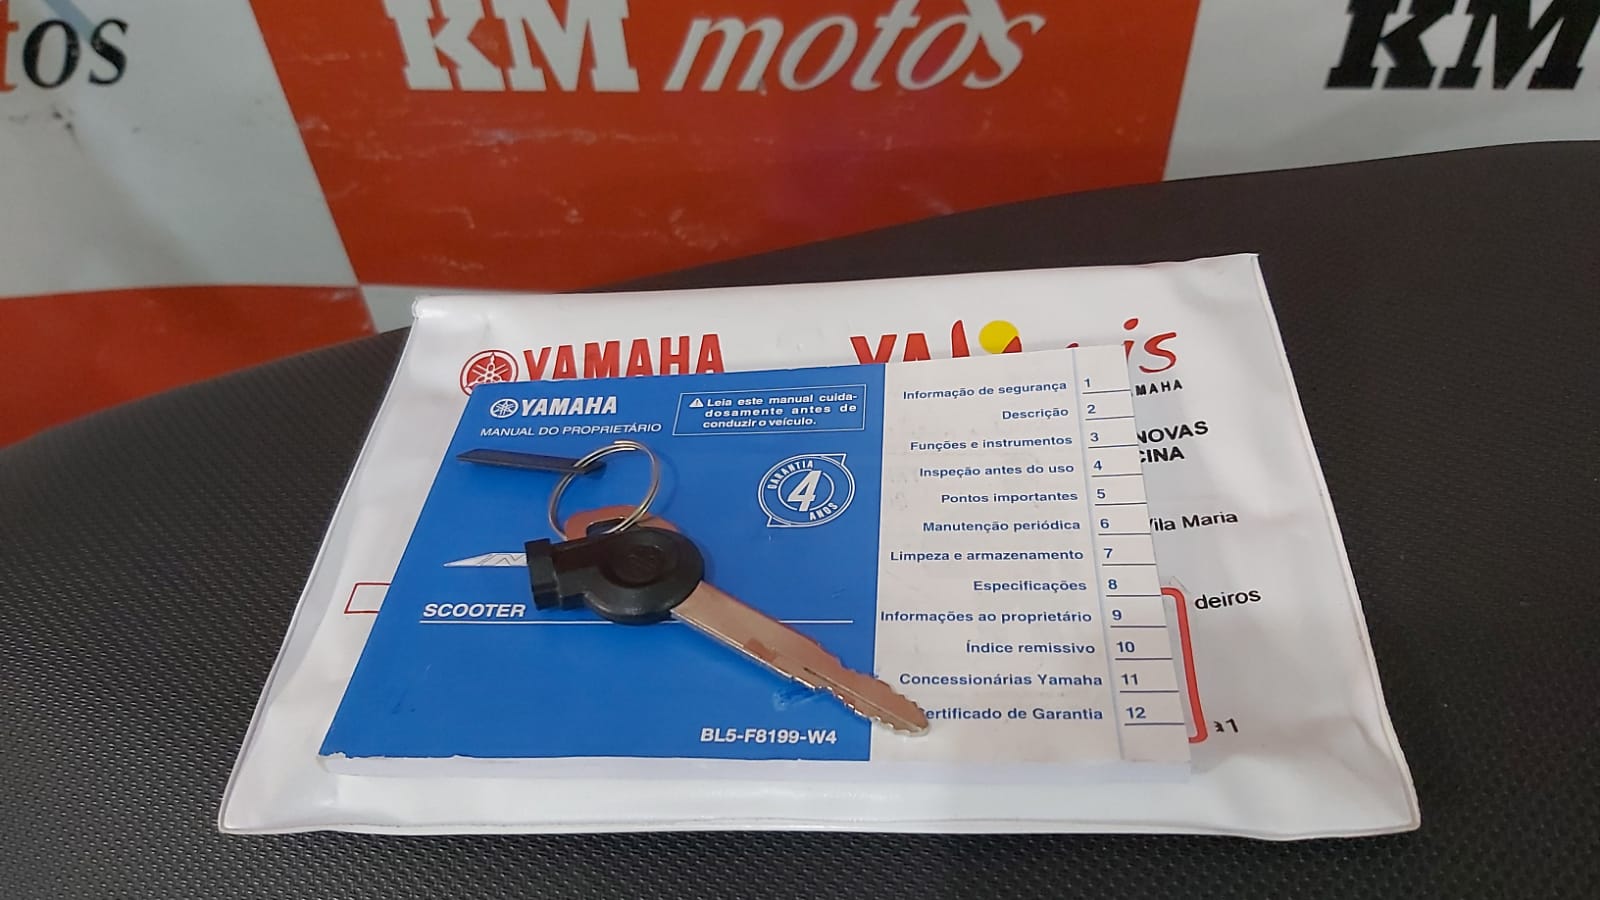 tos
KM motos
KM
YAMAHA
YAMAHA
MANUAL DO PROPRIETÁRIO
Leia este manual cuida-
dosamente antes de
conduzir o veículo.
GARANTIA
4
ANOS
SCOOTER
BL5-F8199-W4
Informação de segurança 1
Descrição 2
Funções e instrumentos 3
Inspeção antes do uso 4
Pontos importantes 5
Manutenção periódica 6
Limpeza e armazenamento 7
Especificações 8
Informações ao proprietário 9
Índice remissivo 10
Concessionárias Yamaha 11
ertificado de Garantia 12
is
MAHA
NOVAS
CINA
Vila Maria
deiros